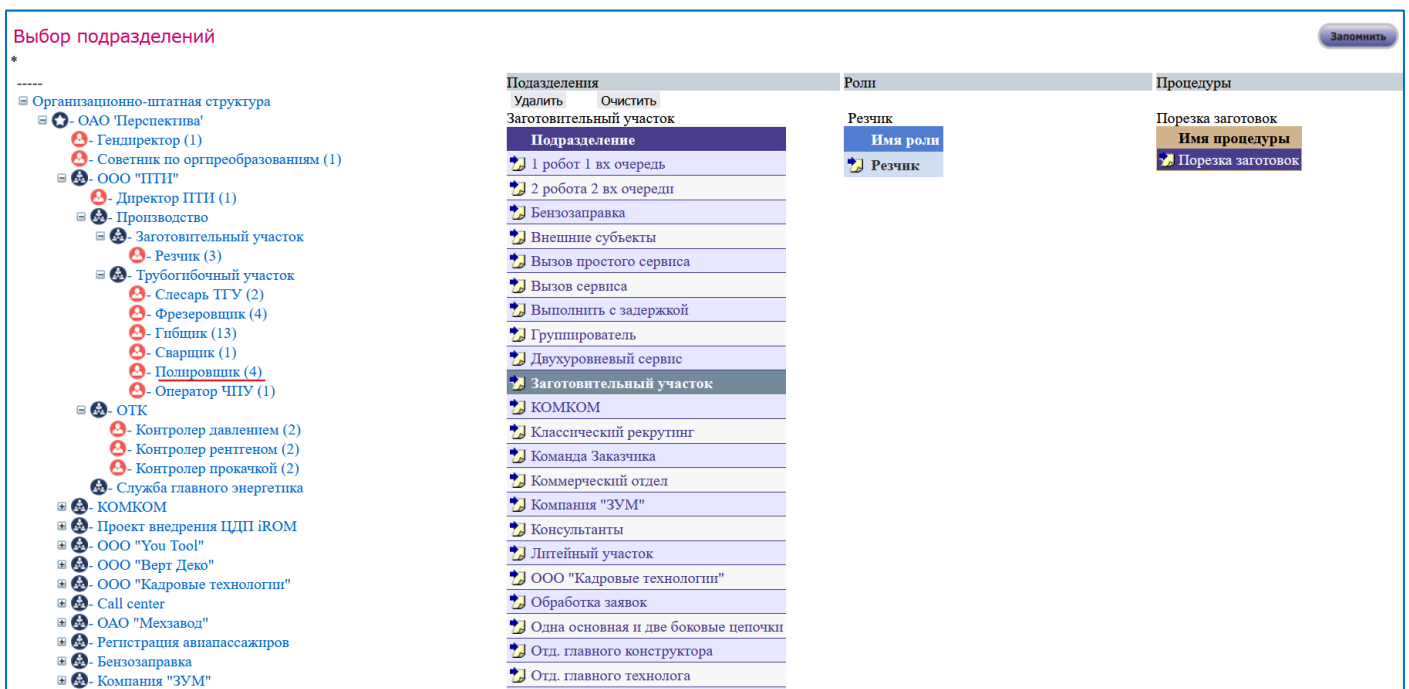 Выбор подразделений
Запомнить
*
-----
Организационно-штатная структура
- ОАО 'Перспектива'
- Гендиректор (1)
- Советник по оргпреобразованиям (1)
- ООО "ПТИ"
- Директор ПТИ (1)
- Производство
- Заготовительный участок
- Резчик (3)
- Трубогибочный участок
- Слесарь ТГУ (2)
- Фрезеровщик (4)
- Гибщик (13)
- Сварщик (1)
- Полировщик (4)
- Оператор ЧПУ (1)
- ОТК
- Контролер давлением (2)
- Контролер рентгеном (2)
- Контролер прокачкой (2)
- Служба главного энергетика
- КОМКОМ
- Проект внедрения ЦДП iROM
- ООО "You Tool"
- ООО "Верт Деко"
- ООО "Кадровые технологии"
- Call center
- ОАО "Мехзавод"
- Регистрация авиапассажиров
- Бензозаправка
- Компания "ЗУМ"
Подазделения
Удалить Очистить
Заготовительный участок
Подразделение
1 робот 1 вх очередь
2 робота 2 вх очереди
Бензозаправка
Внешние субъекты
Вызов простого сервиса
Вызов сервиса
Выполнить с задержкой
Группирователь
Двухуровневый сервис
Заготовительный участок
КОМКОМ
Классический рекрутинг
Команда Заказчика
Коммерческий отдел
Компания "ЗУМ"
Консультанты
Литейный участок
ООО "Кадровые технологии"
Обработка заявок
Одна основная и две боковые цепочки
Отд. главного конструктора
Отд. главного технолога
Роли
Резчик
Имя роли
Резчик
Процедуры
Порезка заготовок
Имя процедуры
Порезка заготовок